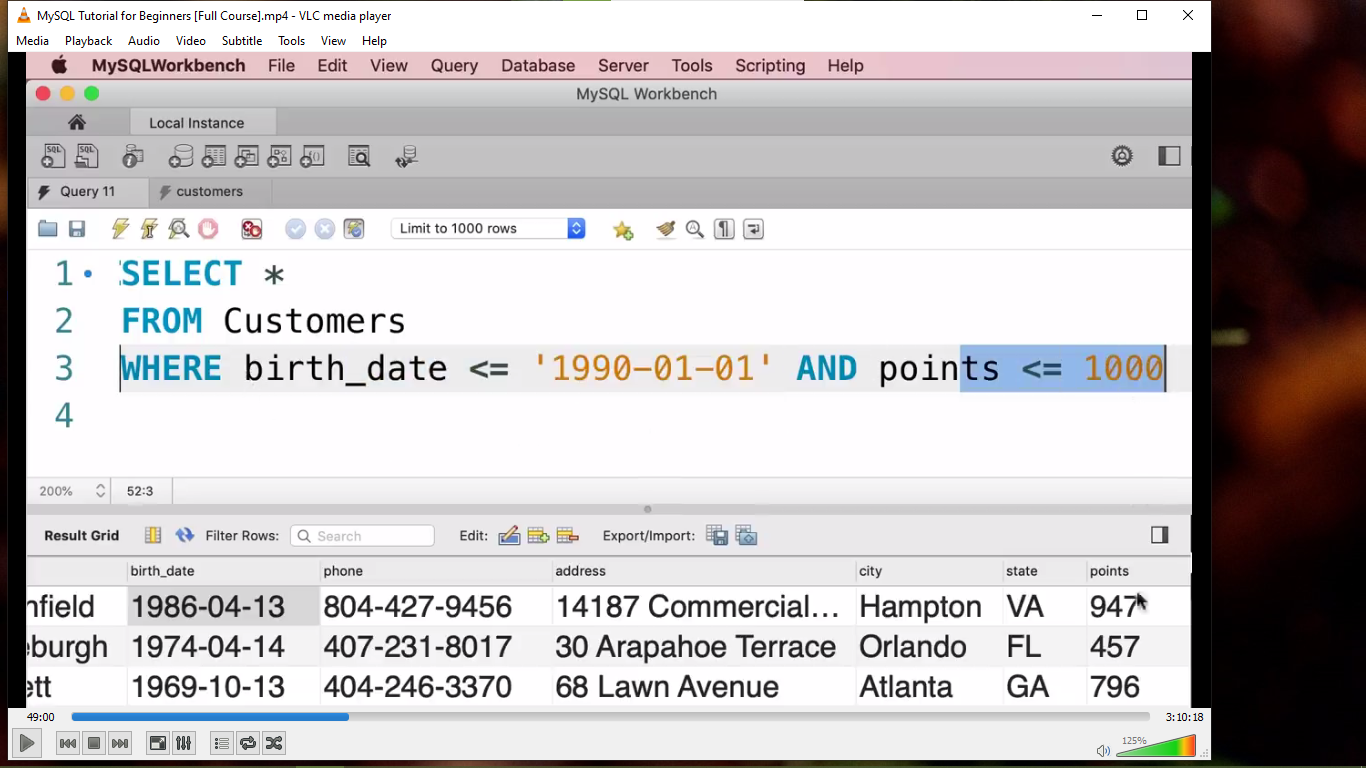 MySQL Tutorial for Beginners [Full Course].mp4 - VLC media player
Media Playback Audio Video Subtitle Tools View Help
MySQLWorkbench File Edit View Query Database Server Tools Scripting Help
MySQL Workbench
Local Instance
SQL SQL
Query 11 customers
Limit to 1000 rows
1 SELECT *
2 FROM Customers
3 WHERE birth_date <= '1990-01-01' AND points <= 1000
4
200% 52:3
Result Grid Filter Rows: Search Edit: Export/Import:
birth_date phone address city state points
nfield 1986-04-13 804-427-9456 14187 Commercial... Hampton VA 947
eburgh 1974-04-14 407-231-8017 30 Arapahoe Terrace Orlando FL 457
ett 1969-10-13 404-246-3370 68 Lawn Avenue Atlanta GA 796
49:00 3:10:18
125%